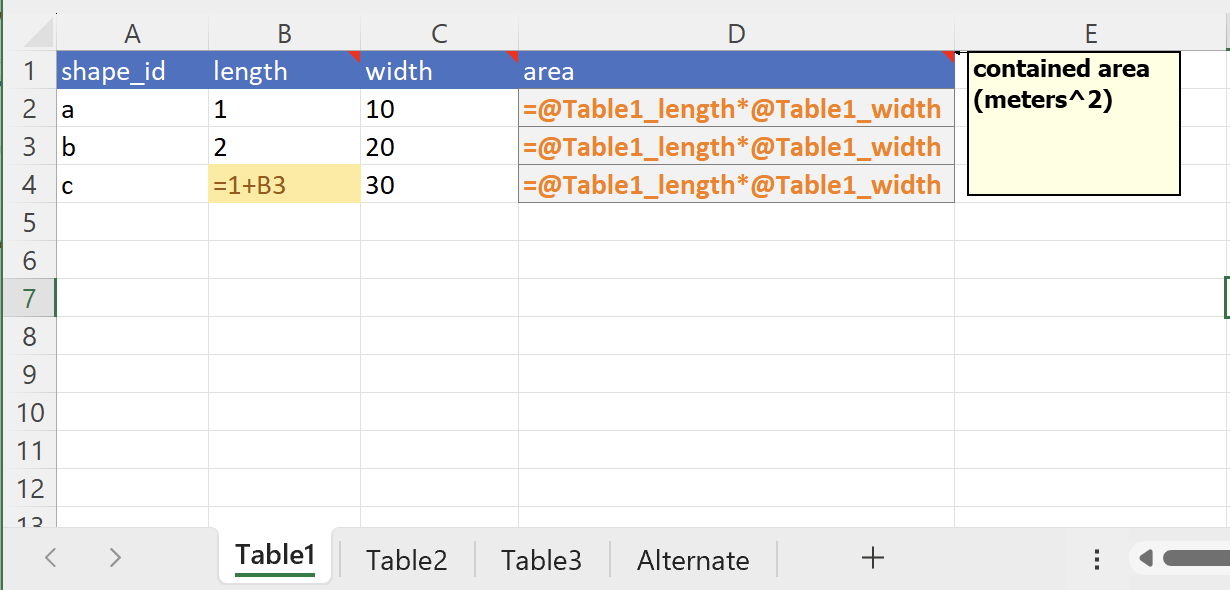 A B C D E
1 shape_id length width area contained area
(meters^2)
2 a 1 10 =@Table1_length*@Table1_width
3 b 2 20 =@Table1_length*@Table1_width
4 c =1+B3 30 =@Table1_length*@Table1_width
5
6
7
8
9
10
11
12
13
Table1 Table2 Table3 Alternate +